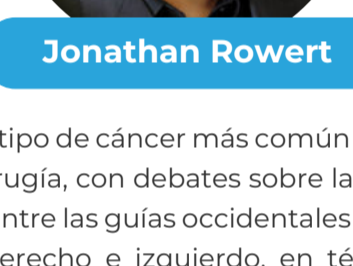 Jonathan Rowert
tipo de cáncer más común
rugía, con debates sobre la
ntre las guías occidentales
erecho e izquierdo, en té